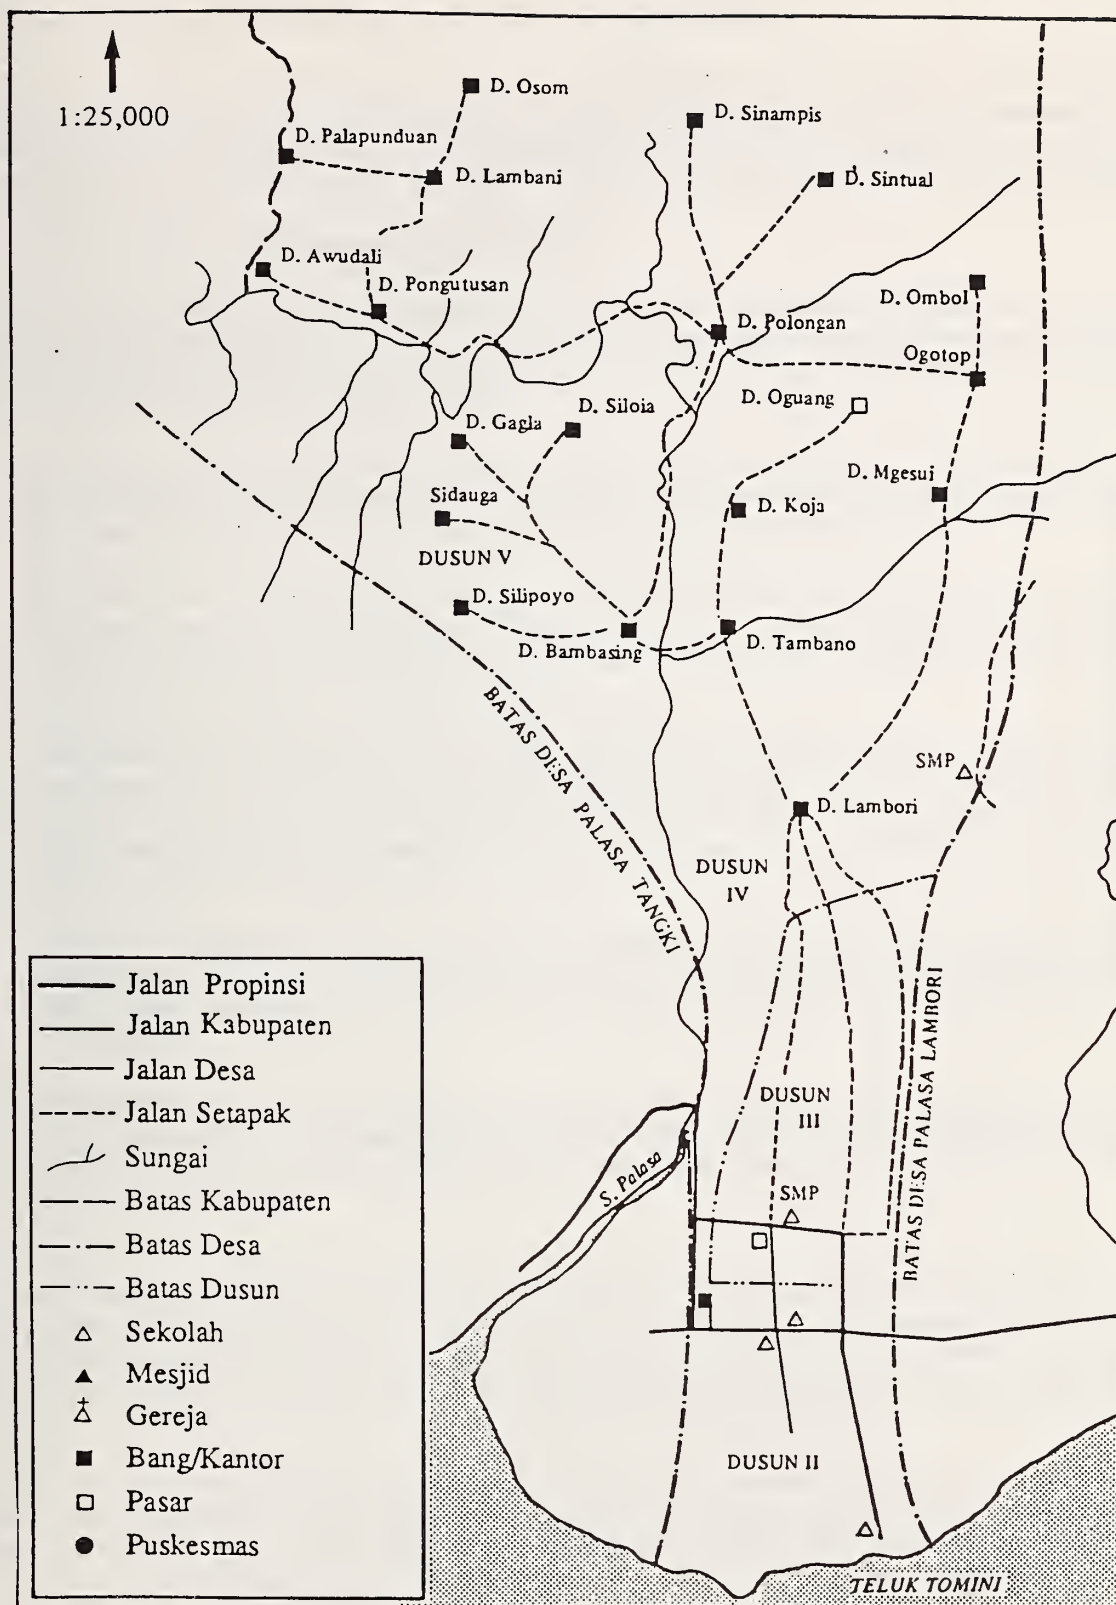 1:25,000
D. Osom
D. Sinampis
D. Palapunduan
D. Lambani
D. Sintual
D. Awudali
D. Pongutusan
D. Ombol
D. Polongan
Ogotop
D. Oguang
D. Siloia
D. Gagla
D. Mgesui
Sidauga
D. Koja
DUSUN V
D. Silipoyo
D. Bambasing
D. Tambano
BATAS DESA PALASA TANGKI
SMP
D. Lambori
DUSUN
IV
BATAS DESA PALASA LAMBORI
DUSUN
III
S. Palasa
SMP
DUSUN II
TELUK TOMINI
Jalan Propinsi
Jalan Kabupaten
Jalan Desa
Jalan Setapak
Sungai
Batas Kabupaten
Batas Desa
Batas Dusun
Sekolah
Mesjid
Gereja
Bang/Kantor
Pasar
Puskesmas